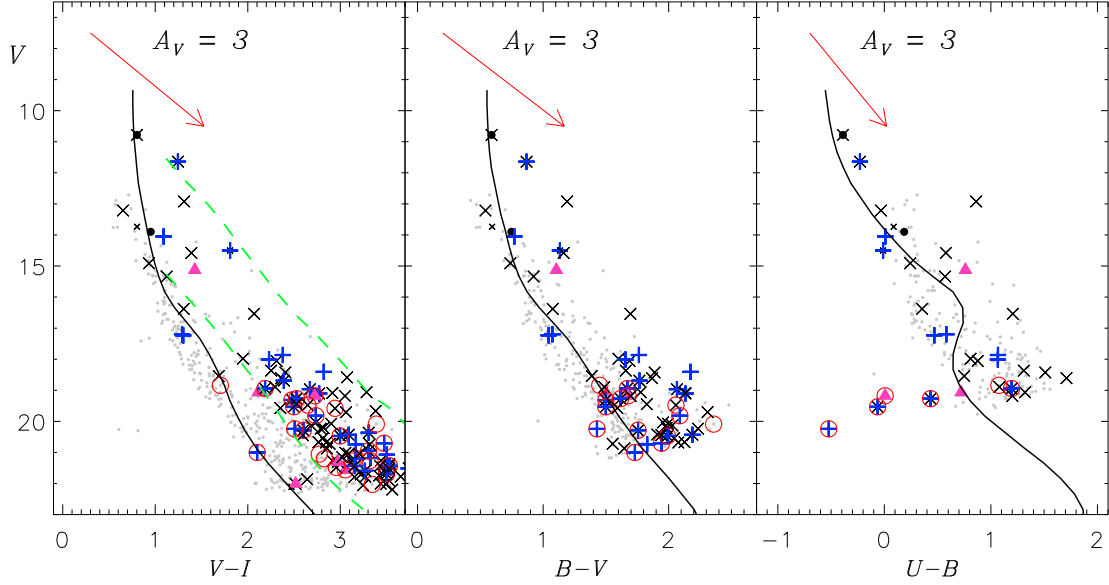 A_V = 3
A_V = 3
A_V = 3
V
10
15
20
0 1 2 3
0 1 2
−1 0 1 2
V−I
B−V
U−B